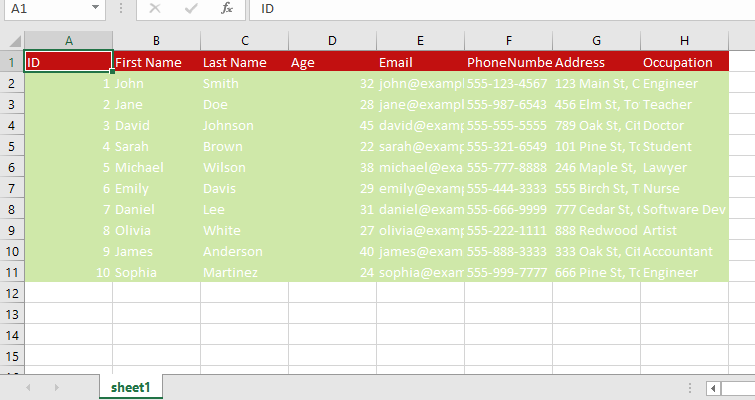 A1 fx ID
A B C D E F G H
1 ID First Name Last Name Age Email PhoneNumbe Address Occupation
2 1 John Smith 32 john@exampl 555-123-4567 123 Main St, C Engineer
3 2 Jane Doe 28 jane@exampl 555-987-6543 456 Elm St, To Teacher
4 3 David Johnson 45 david@examp 555-555-5555 789 Oak St, Cit Doctor
5 4 Sarah Brown 22 sarah@examp 555-321-6549 101 Pine St, To Student
6 5 Michael Wilson 38 michael@exa 555-777-8888 246 Maple St, Lawyer
7 6 Emily Davis 29 emily@examp 555-444-3333 555 Birch St, T Nurse
8 7 Daniel Lee 31 daniel@exam 555-666-9999 777 Cedar St, Software Dev
9 8 Olivia White 27 olivia@examp 555-222-1111 888 Redwood Artist
10 9 James Anderson 40 james@exam 555-888-3333 333 Oak St, Cit Accountant
11 10 Sophia Martinez 24 sophia@exam 555-999-7777 666 Pine St, To Engineer
12
13
14
15
sheet1